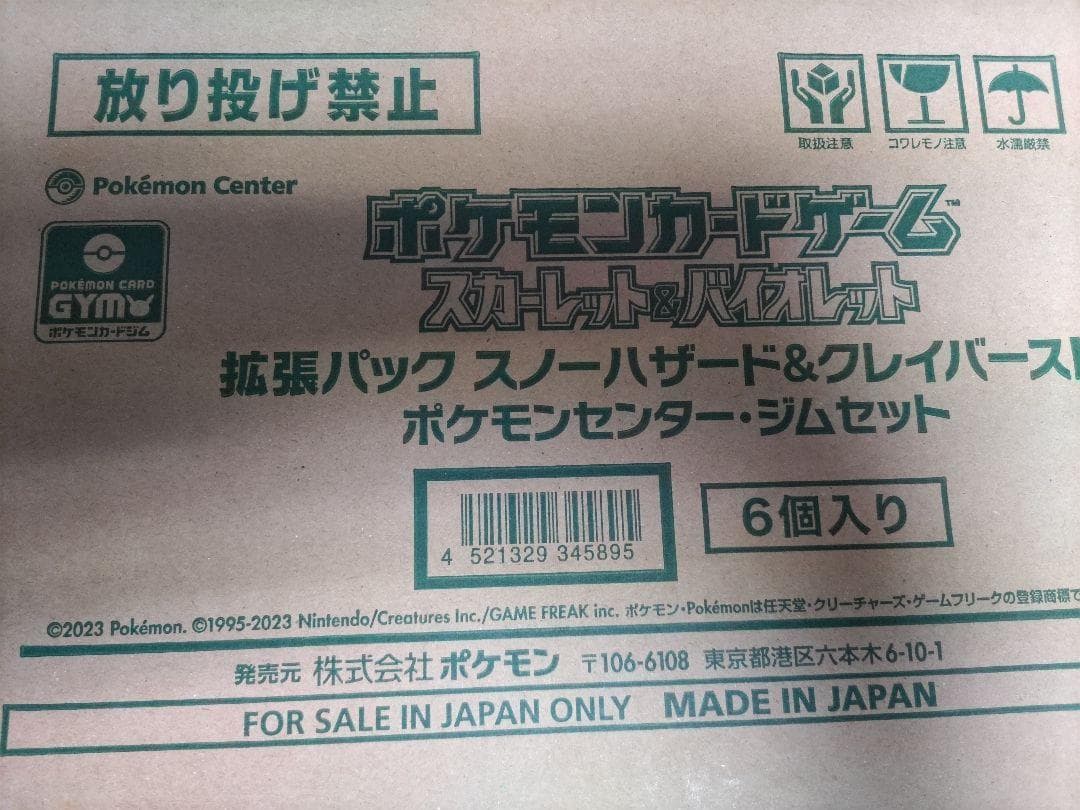 放り投げ禁止
取扱注意 コワレモノ注意 水濡厳禁
Pokémon Center
POKÉMON CARD
GYM
ポケモンカードジム
ポケモンカードゲーム™
スカーレット&バイオレット
拡張パック スノーハザード&クレイバースト
ポケモンセンター・ジムセット
4 521329 345895
6個入り
©2023 Pokémon. ©1995-2023 Nintendo/Creatures Inc./GAME FREAK inc. ポケモン・Pokémonは任天堂・クリーチャーズ・ゲームフリークの登録商標で
発売元 株式会社 ポケモン 〒106-6108 東京都港区六本木6-10-1
FOR SALE IN JAPAN ONLY MADE IN JAPAN